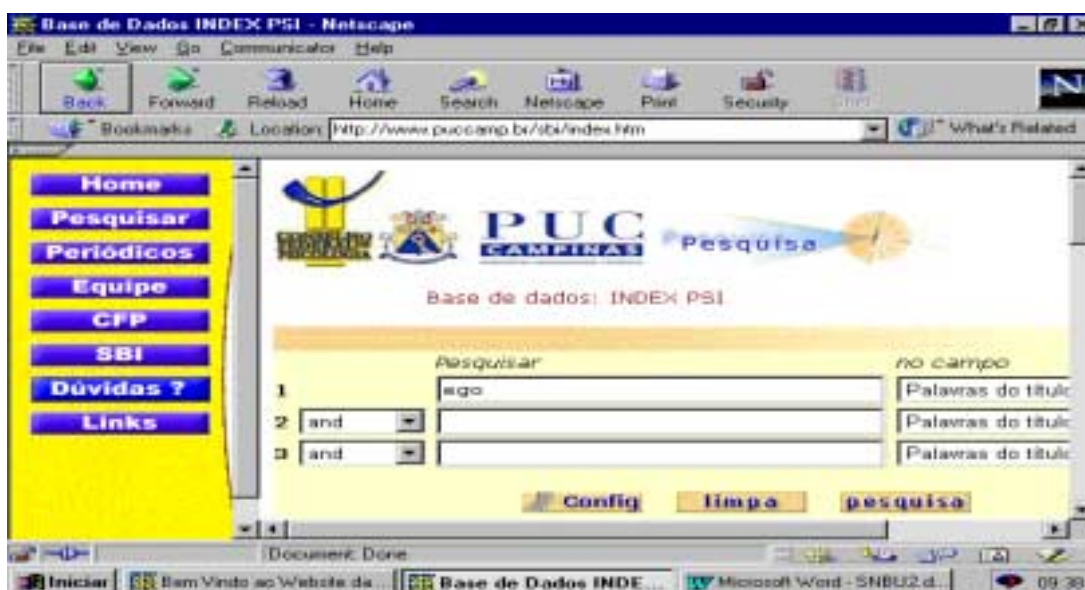 Base de Dados INDEX PSI - Netscape
File Edit View Go Communicator Help
Back Forward Reload Home Search Netscape Print Security
Bookmarks Location: http://www.puccamp.br/sbi/index.htm What's Related
Home
Pesquisar
Periódicos
Equipe
CFP
SBI
Dúvidas ?
Links
PSICOLOGIA
PUC
CAMPINAS
Pesquisa
Base de dados: INDEX PSI
Pesquisar no campo
1 ego Palavras do título
2 and Palavras do título
3 and Palavras do título
Config limpa pesquisa
Document: Done
Iniciar Bem Vindo ao Website da ... Base de Dados INDE... Microsoft Word - SNBU2.d... 09:38